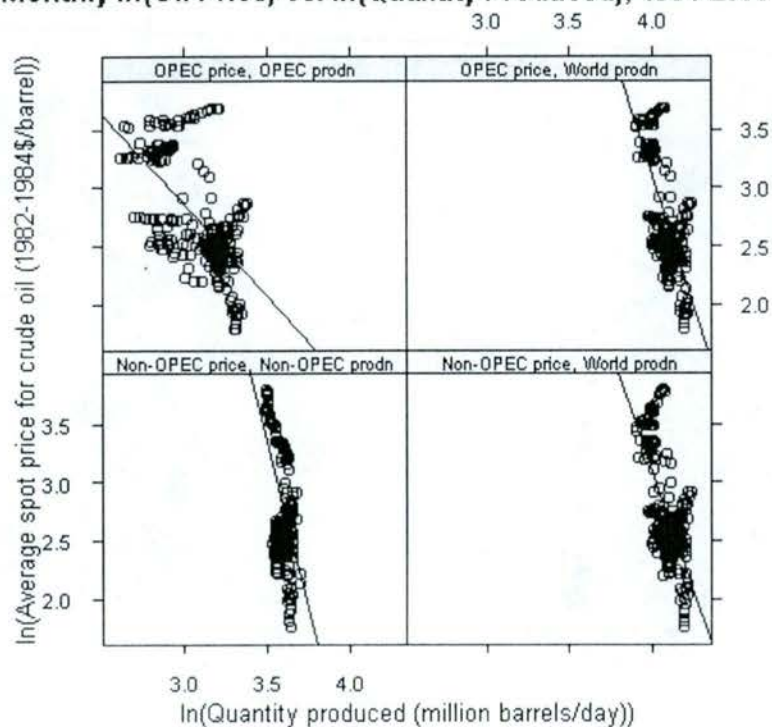 3.0 4.0
OPEC price, OPEC prodn OPEC price, World prodn
3.5
3.0
2.5
2.0
Non-OPEC price, Non-OPEC prodn Non-OPEC price, World prodn
3.5
3.0
2.5
2.0
3.0 3.5 4.0
ln(Quantity produced (million barrels/day))
ln(Average spot price for crude oil (1982-1984$/barrel))